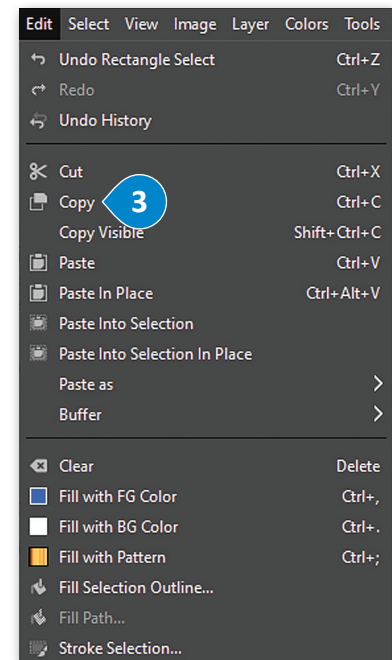 Edit Select View Image Layer Colors Tools
Undo Rectangle Select Ctrl+Z
Redo Ctrl+Y
Undo History
Cut Ctrl+X
Copy 3 Ctrl+C
Copy Visible Shift+Ctrl+C
Paste Ctrl+V
Paste In Place Ctrl+Alt+V
Paste Into Selection
Paste Into Selection In Place
Paste as
Buffer
Clear Delete
Fill with FG Color Ctrl+,
Fill with BG Color Ctrl+.
Fill with Pattern Ctrl+;
Fill Selection Outline...
Fill Path...
Stroke Selection...